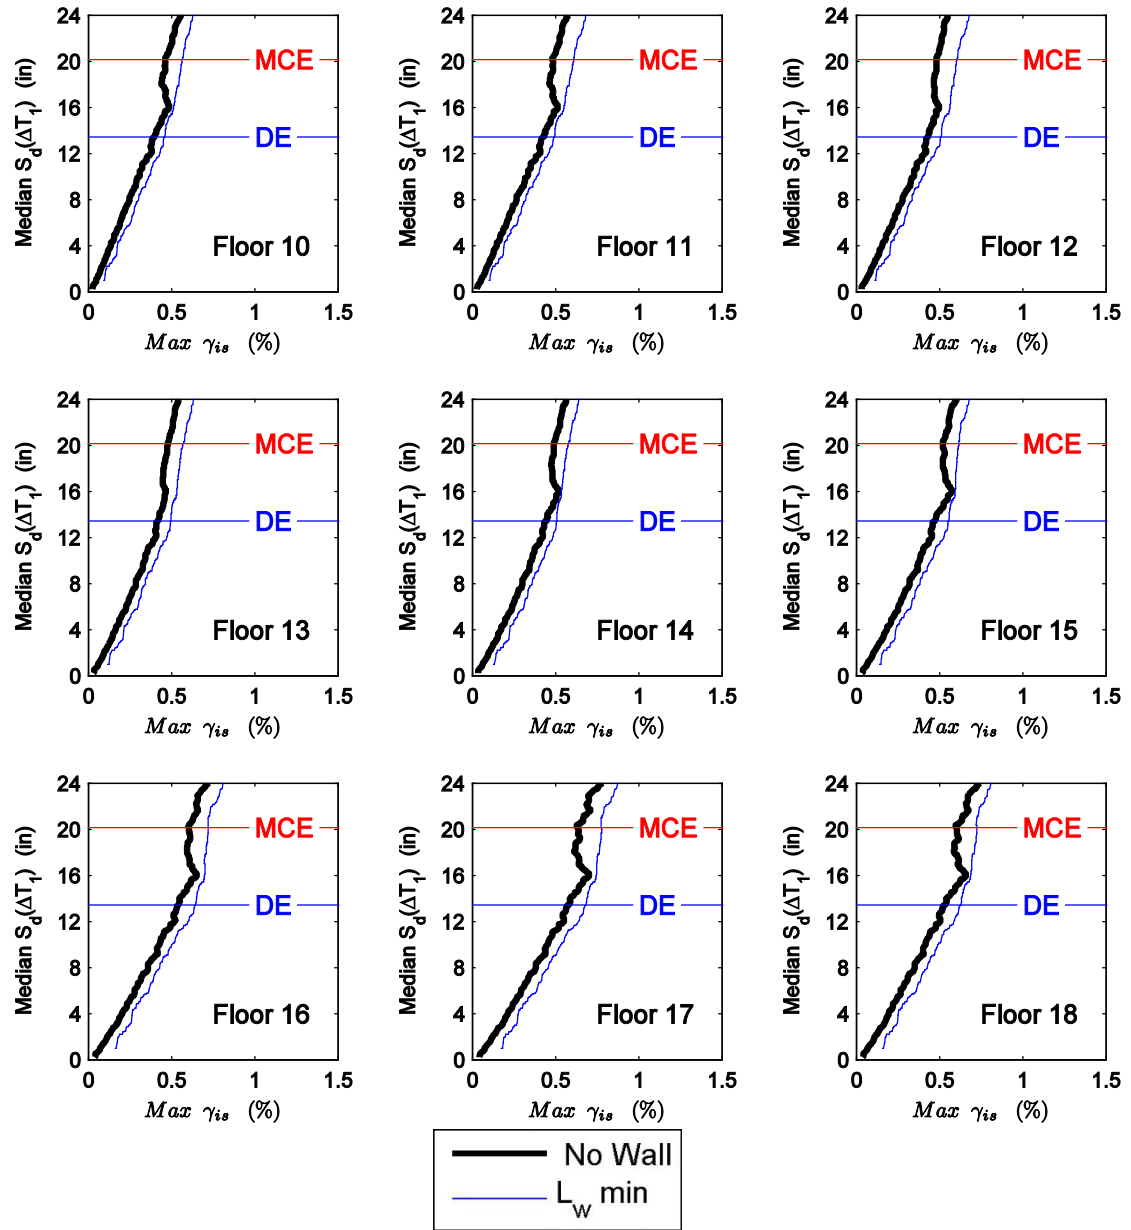 24
20
16
12
8
4
0
Median S_d(ΔT_1) (in)
MCE
DE
Floor 10
0 0.5 1 1.5
Max γ_is (%)
24
20
16
12
8
4
0
Median S_d(ΔT_1) (in)
MCE
DE
Floor 11
0 0.5 1 1.5
Max γ_is (%)
24
20
16
12
8
4
0
Median S_d(ΔT_1) (in)
MCE
DE
Floor 12
0 0.5 1 1.5
Max γ_is (%)
24
20
16
12
8
4
0
Median S_d(ΔT_1) (in)
MCE
DE
Floor 13
0 0.5 1 1.5
Max γ_is (%)
24
20
16
12
8
4
0
Median S_d(ΔT_1) (in)
MCE
DE
Floor 14
0 0.5 1 1.5
Max γ_is (%)
24
20
16
12
8
4
0
Median S_d(ΔT_1) (in)
MCE
DE
Floor 15
0 0.5 1 1.5
Max γ_is (%)
24
20
16
12
8
4
0
Median S_d(ΔT_1) (in)
MCE
DE
Floor 16
0 0.5 1 1.5
Max γ_is (%)
24
20
16
12
8
4
0
Median S_d(ΔT_1) (in)
MCE
DE
Floor 17
0 0.5 1 1.5
Max γ_is (%)
24
20
16
12
8
4
0
Median S_d(ΔT_1) (in)
MCE
DE
Floor 18
0 0.5 1 1.5
Max γ_is (%)
No Wall
L_w min